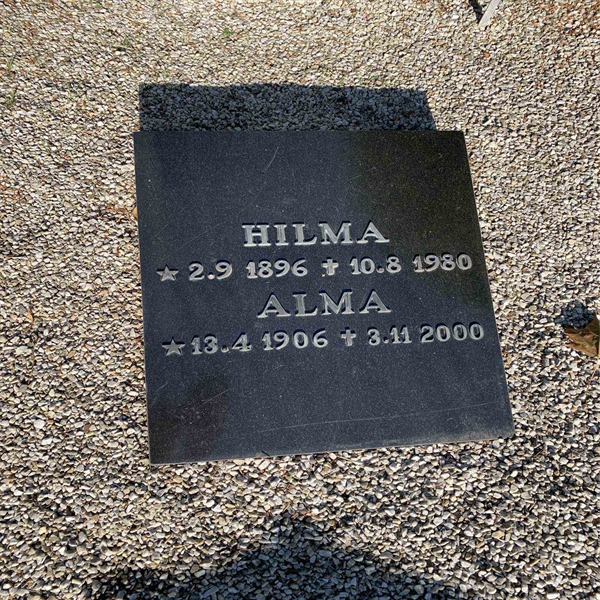 HILMA
★ 2.9 1896 ✝ 10.8 1980
ALMA
★ 13.4 1906 ✝ 3.11 2000